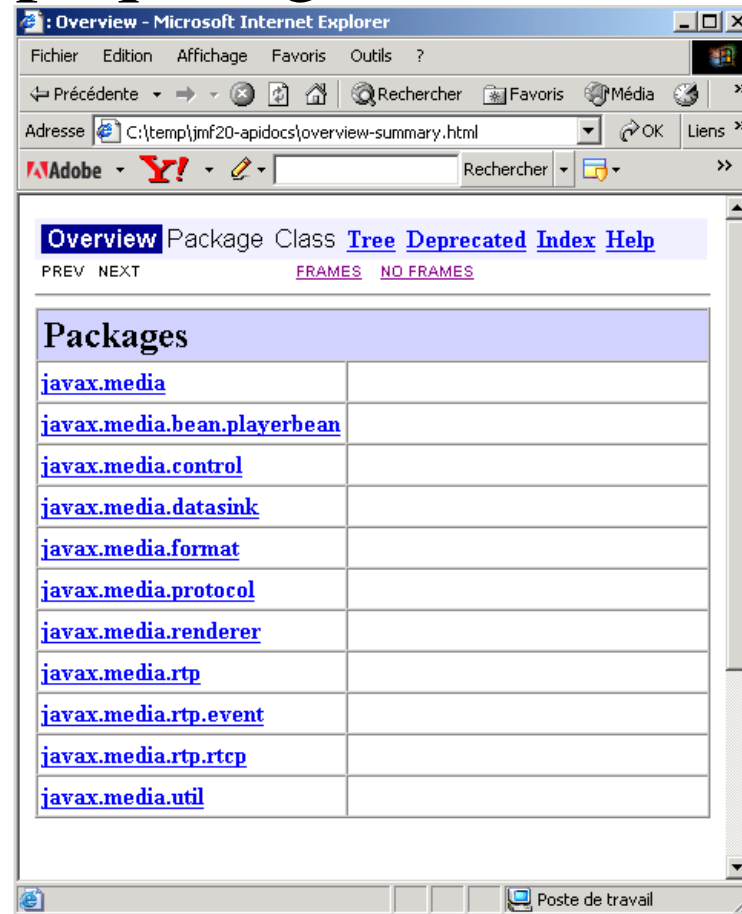 : Overview - Microsoft Internet Explorer
Fichier Edition Affichage Favoris Outils ?
Précédente Rechercher Favoris Média »
Adresse C:\temp\jmf20-apidocs\overview-summary.html OK Liens »
Adobe Y! Rechercher »
Overview Package Class Tree Deprecated Index Help
PREV NEXT FRAMES NO FRAMES
Packages
javax.media
javax.media.bean.playerbean
javax.media.control
javax.media.datasink
javax.media.format
javax.media.protocol
javax.media.renderer
javax.media.rtp
javax.media.rtp.event
javax.media.rtp.rtcp
javax.media.util
Poste de travail